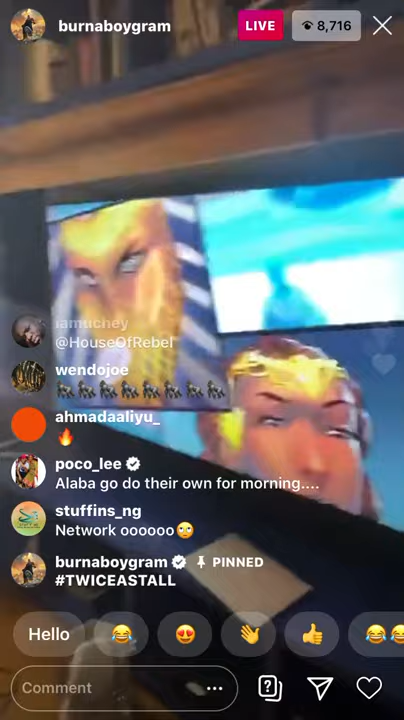 burnaboygram
LIVE
8,716
iamuchey
@HouseOfRebel
wendojoe
ahmadaaliyu_
poco_lee
Alaba go do their own for morning....
stuffins_ng
Network oooooo
burnaboygram PINNED
#TWICEASTALL
Hello
Comment